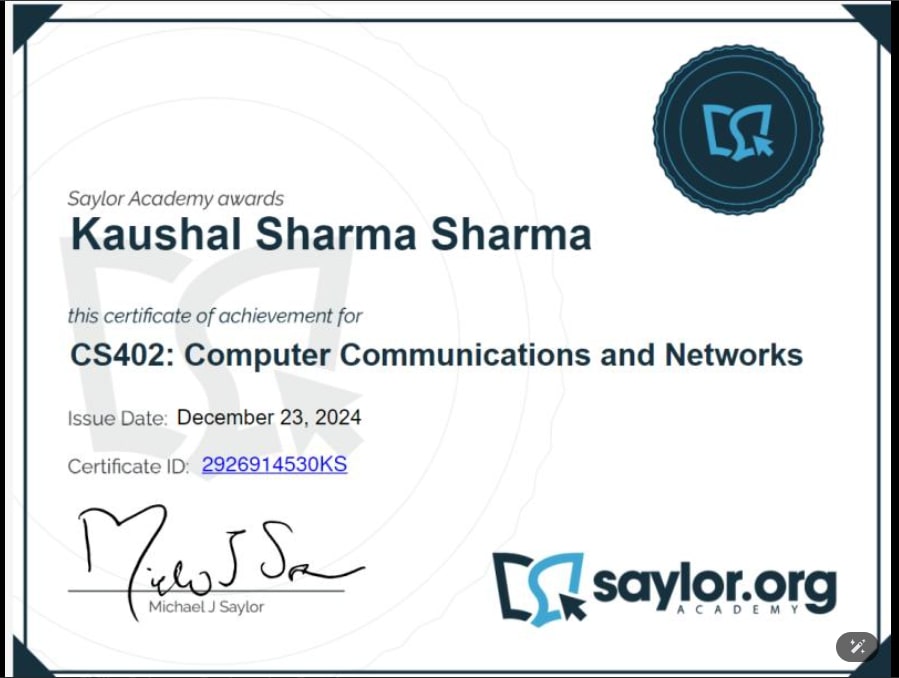 Saylor Academy awards
Kaushal Sharma Sharma
this certificate of achievement for
CS402: Computer Communications and Networks
Issue Date: December 23, 2024
Certificate ID: 2926914530KS
Michael J Saylor
saylor.org
ACADEMY